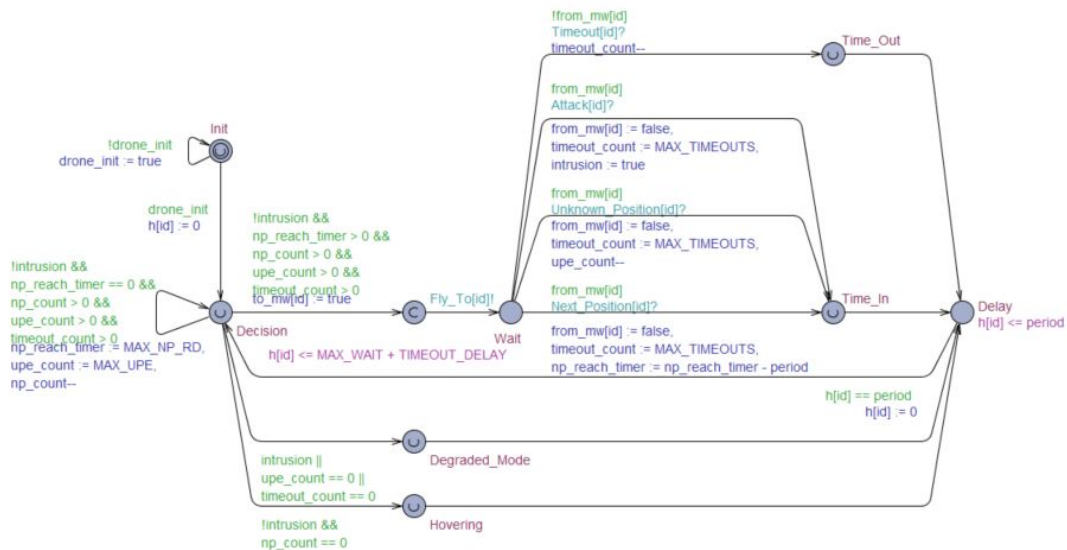 !from_mw[id]
Timeout[id]?
timeout_count--
Time_Out
from_mw[id]
Attack[id]?
from_mw[id] := false,
timeout_count := MAX_TIMEOUTS,
intrusion := true
Init
!drone_init
drone_init := true
drone_init
h[id] := 0
from_mw[id]
Unknown_Position[id]?
from_mw[id] := false,
timeout_count := MAX_TIMEOUTS,
upe_count--
!intrusion &&
np_reach_timer > 0 &&
np_count > 0 &&
upe_count > 0 &&
timeout_count > 0
to_mw[id] := true
!intrusion &&
np_reach_timer == 0 &&
np_count > 0 &&
upe_count > 0 &&
timeout_count > 0
np_reach_timer := MAX_NP_RD,
upe_count := MAX_UPE,
np_count--
Decision
Fly_To[id]!
Wait
h[id] <= MAX_WAIT + TIMEOUT_DELAY
from_mw[id]
Next_Position[id]?
from_mw[id] := false,
timeout_count := MAX_TIMEOUTS,
np_reach_timer := np_reach_timer - period
Time_In
Delay
h[id] <= period
h[id] == period
h[id] := 0
Degraded_Mode
intrusion ||
upe_count == 0 ||
timeout_count == 0
Hovering
!intrusion &&
np_count == 0